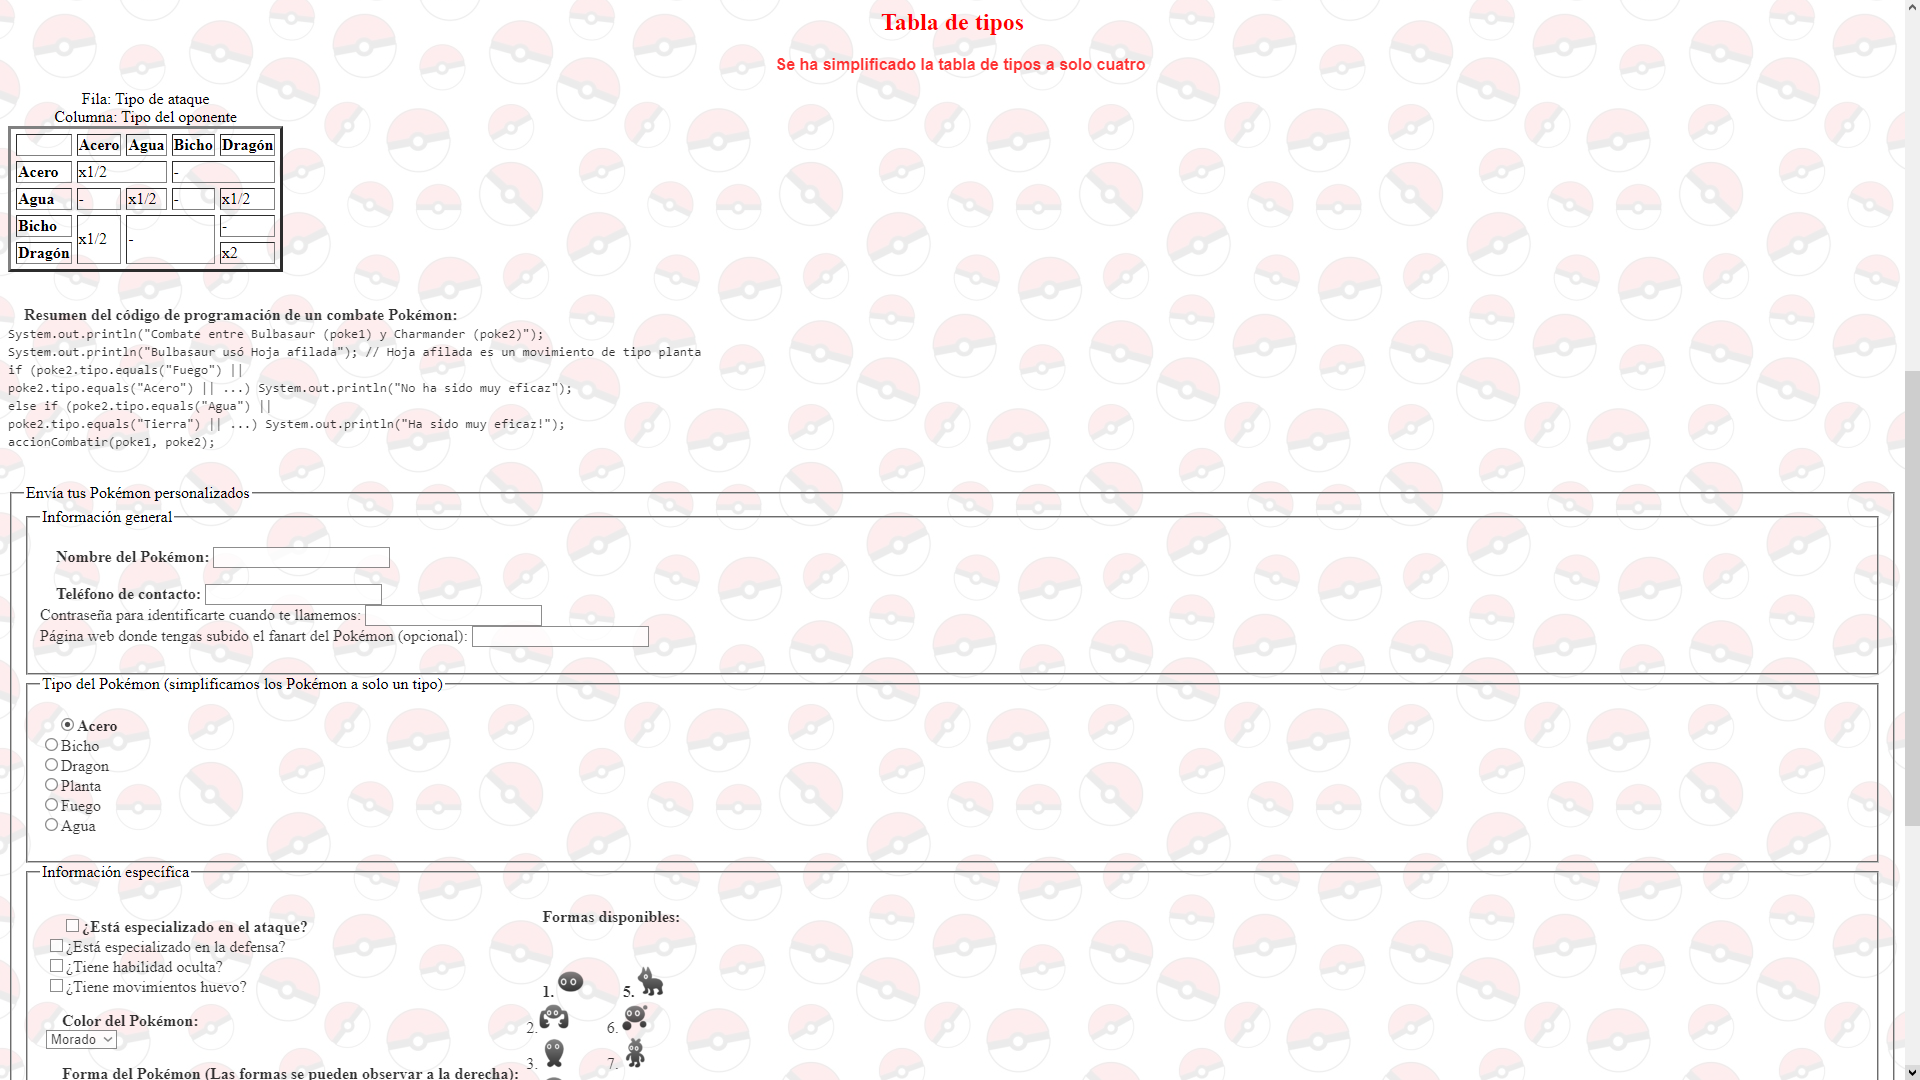 Tabla de tipos
Se ha simplificado la tabla de tipos a solo cuatro
Fila: Tipo de ataque
Columna: Tipo del oponente
Acero Agua Bicho Dragón
Acero x1/2 -
Agua - x1/2 - x1/2
Bicho x1/2 - -
Dragón x2
Resumen del código de programación de un combate Pokémon:
System.out.println("Combate entre Bulbasaur (poke1) y Charmander (poke2)");
System.out.println("Bulbasaur usó Hoja afilada"); // Hoja afilada es un movimiento de tipo planta
if (poke2.tipo.equals("Fuego") ||
poke2.tipo.equals("Acero") || ...) System.out.println("No ha sido muy eficaz");
else if (poke2.tipo.equals("Agua") ||
poke2.tipo.equals("Tierra") || ...) System.out.println("Ha sido muy eficaz!");
accionCombatir(poke1, poke2);
Envía tus Pokémon personalizados
Información general
Nombre del Pokémon:
Teléfono de contacto:
Contraseña para identificarte cuando te llamemos:
Página web donde tengas subido el fanart del Pokémon (opcional):
Tipo del Pokémon (simplificamos los Pokémon a solo un tipo)
Acero
Bicho
Dragon
Planta
Fuego
Agua
Información específica
¿Está especializado en el ataque?
¿Está especializado en la defensa?
¿Tiene habilidad oculta?
¿Tiene movimientos huevo?
Color del Pokémon:
Morado
Forma del Pokémon (Las formas se pueden observar a la derecha):
Formas disponibles:
1. 5.
2. 6.
3. 7.